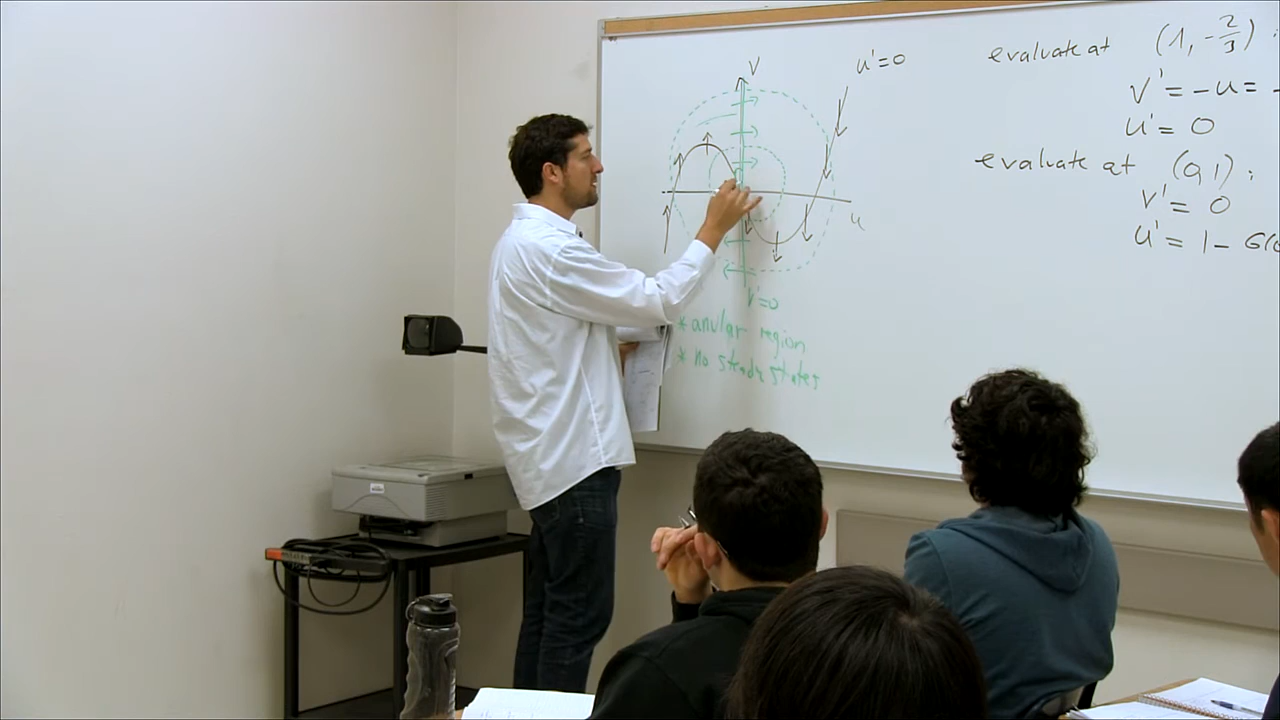 V
u'=0
u
v'=0
* anular region
* no steady states
evaluate at (1, -2/3) :
v' = -u = -
u' = 0
evaluate at (0,1) :
v' = 0
u' = 1 -